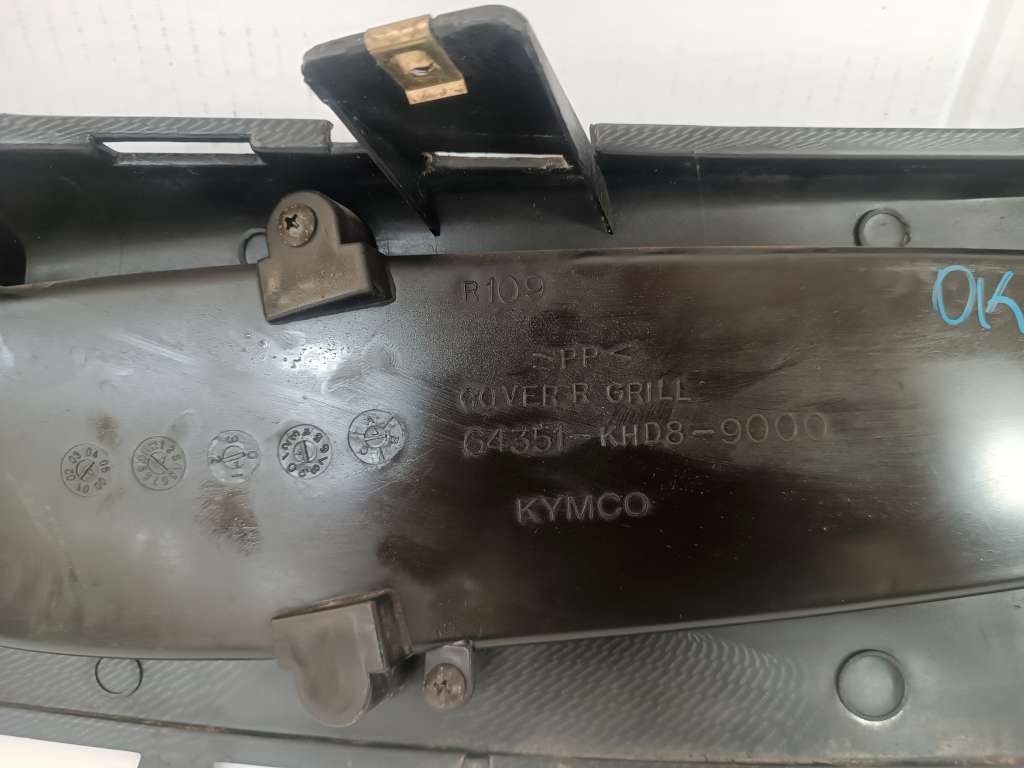 R109
OK
>PP<
COVER R GRILL
64351-KHD8-9000
KYMCO